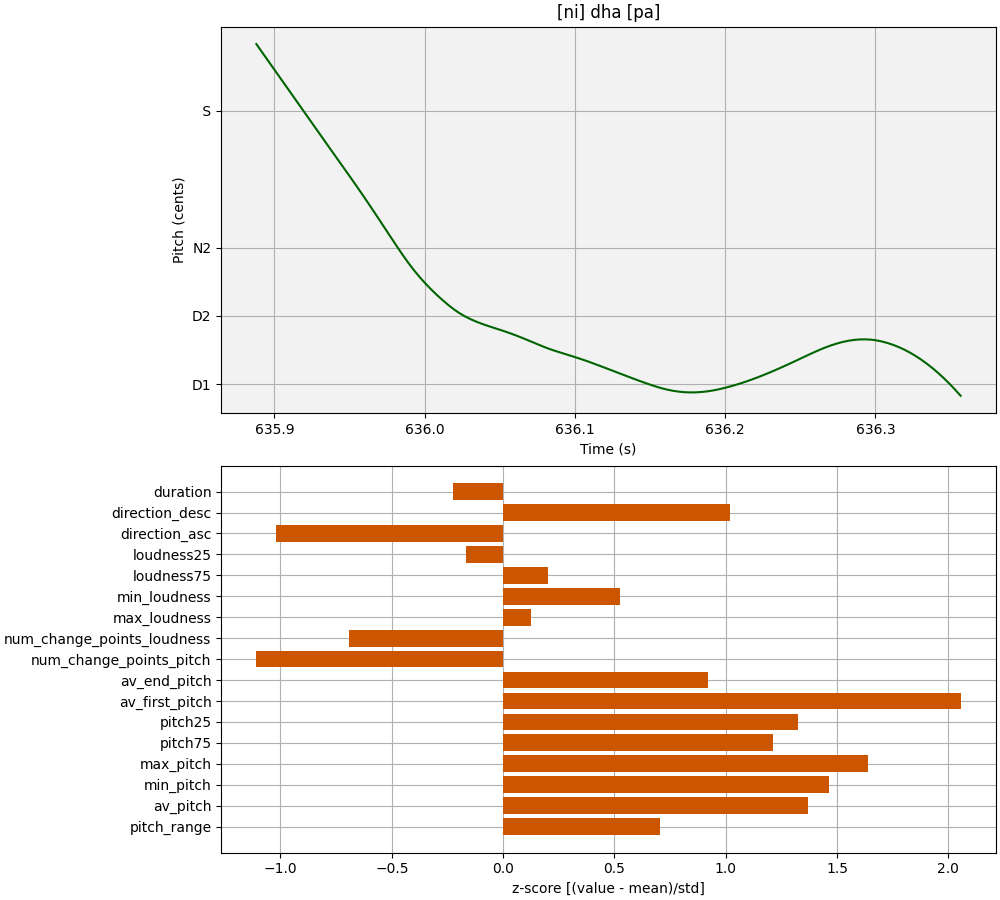 [ni] dha [pa]
Pitch (cents)
S
N2
D2
D1
635.9 636.0 636.1 636.2 636.3
Time (s)
duration
direction_desc
direction_asc
loudness25
loudness75
min_loudness
max_loudness
num_change_points_loudness
num_change_points_pitch
av_end_pitch
av_first_pitch
pitch25
pitch75
max_pitch
min_pitch
av_pitch
pitch_range
−1.0 −0.5 0.0 0.5 1.0 1.5 2.0
z-score [(value - mean)/std]